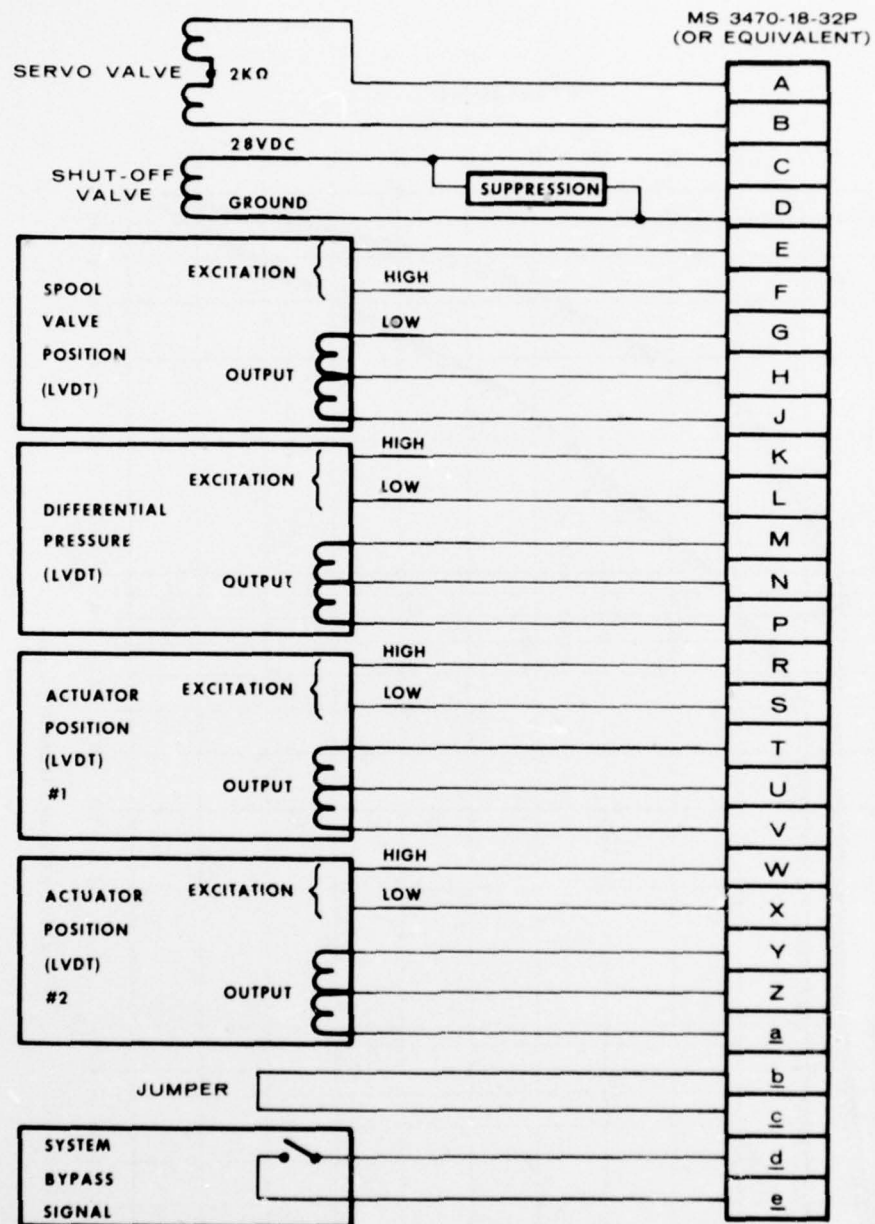 MS 3470-18-32P
(OR EQUIVALENT)
SERVO VALVE
2KΩ
A
B
28VDC
SHUT-OFF
VALVE
GROUND
SUPPRESSION
C
D
SPOOL
VALVE
POSITION
(LVDT)
EXCITATION
HIGH
LOW
OUTPUT
E
F
G
H
J
DIFFERENTIAL
PRESSURE
(LVDT)
EXCITATION
HIGH
LOW
OUTPUT
K
L
M
N
P
ACTUATOR
POSITION
(LVDT)
#1
EXCITATION
HIGH
LOW
OUTPUT
R
S
T
U
V
ACTUATOR
POSITION
(LVDT)
#2
EXCITATION
HIGH
LOW
OUTPUT
W
X
Y
Z
a
JUMPER
b
c
SYSTEM
BYPASS
SIGNAL
d
e